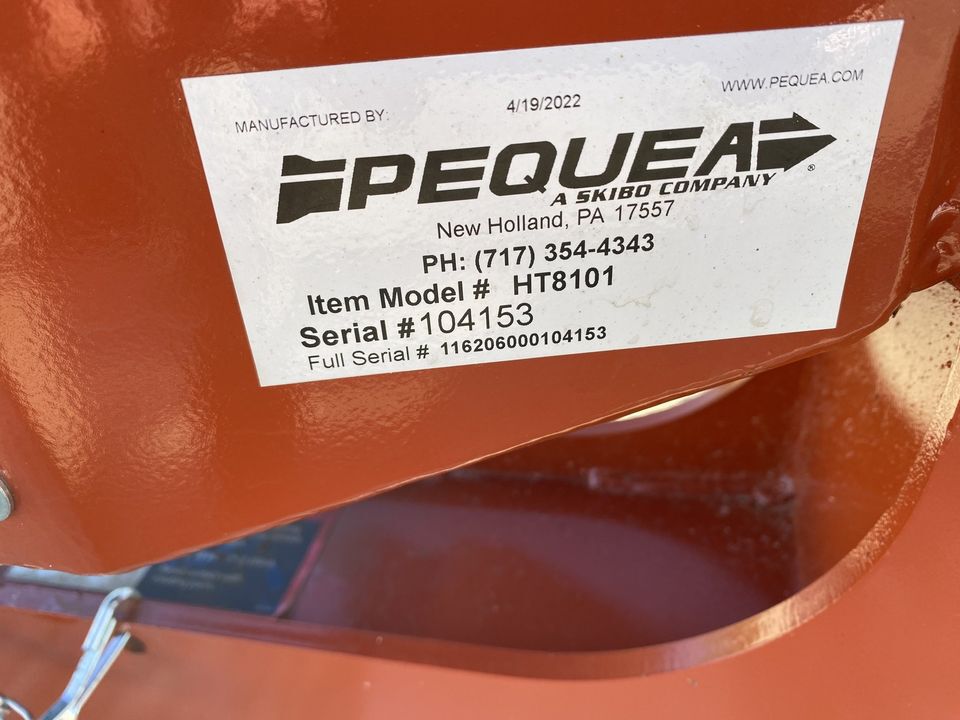 MANUFACTURED BY: 4/19/2022 WWW.PEQUEA.COM
PEQUEA®
A SKIBO COMPANY
New Holland, PA 17557
PH: (717) 354-4343
Item Model # HT8101
Serial #104153
Full Serial # 116206000104153